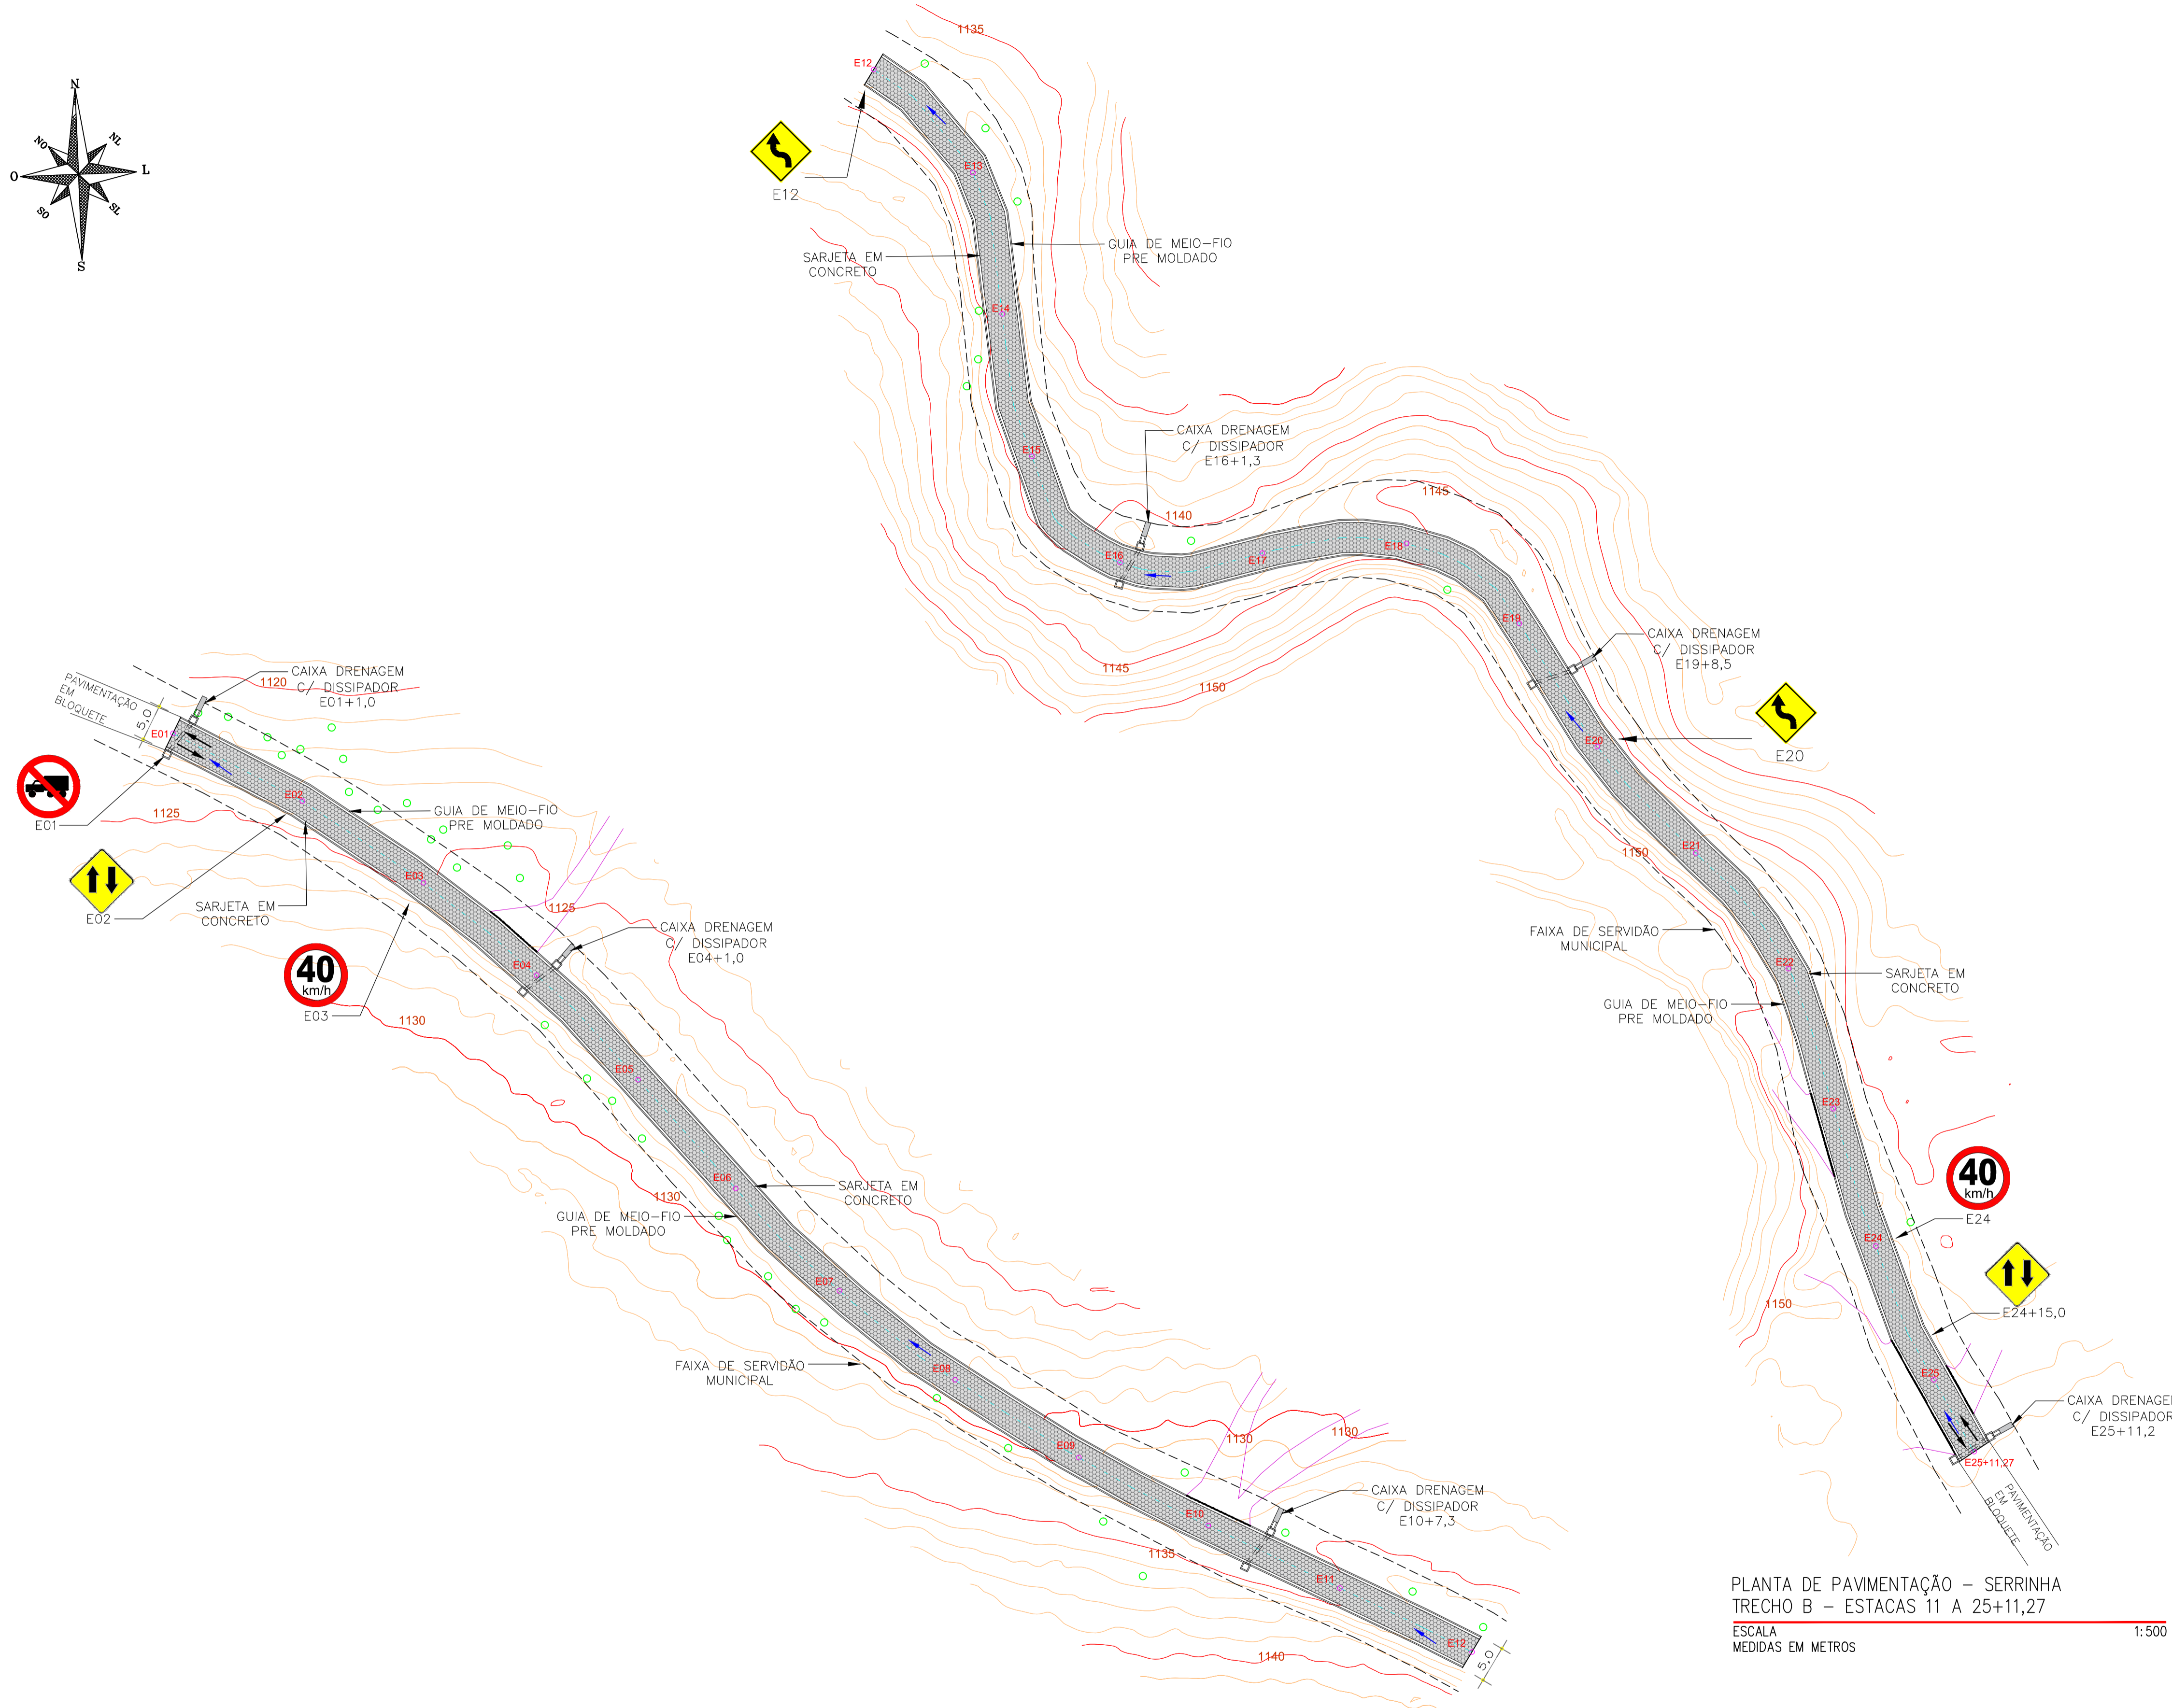 N
NO
NL
O
L
SO
SL
S
1135
E12
E12
E13
GUIA DE MEIO-FIO
PRE MOLDADO
SARJETA EM
CONCRETO
E14
CAIXA DRENAGEM
C/ DISSIPADOR
E16+1,3
E15
1145
1140
E16
E17
E18
E19
CAIXA DRENAGEM
C/ DISSIPADOR
E19+8,5
1145
1150
E20
E20
E21
1150
FAIXA DE SERVIDÃO
MUNICIPAL
E22
SARJETA EM
CONCRETO
GUIA DE MEIO-FIO
PRE MOLDADO
E23
40
km/h
E24
E24
E24+15,0
1150
E25
CAIXA DRENAGEM
C/ DISSIPADOR
E25+11,2
E25+11,27
PAVIMENTAÇÃO
EM
BLOQUETE
PAVIMENTAÇÃO
EM
BLOQUETE
5,0
CAIXA DRENAGEM
C/ DISSIPADOR
E01+1,0
1120
E01
E01
1125
E02
GUIA DE MEIO-FIO
PRE MOLDADO
E02
SARJETA EM
CONCRETO
E03
1125
40
km/h
E03
CAIXA DRENAGEM
C/ DISSIPADOR
E04+1,0
E04
1130
E05
E06
1130
SARJETA EM
CONCRETO
GUIA DE MEIO-FIO
PRE MOLDADO
E07
FAIXA DE SERVIDÃO
MUNICIPAL
E08
E09
1130
1130
E10
CAIXA DRENAGEM
C/ DISSIPADOR
E10+7,3
1135
E11
E12
5,0
1140
PLANTA DE PAVIMENTAÇÃO - SERRINHA
TRECHO B - ESTACAS 11 A 25+11,27
ESCALA 1:500
MEDIDAS EM METROS